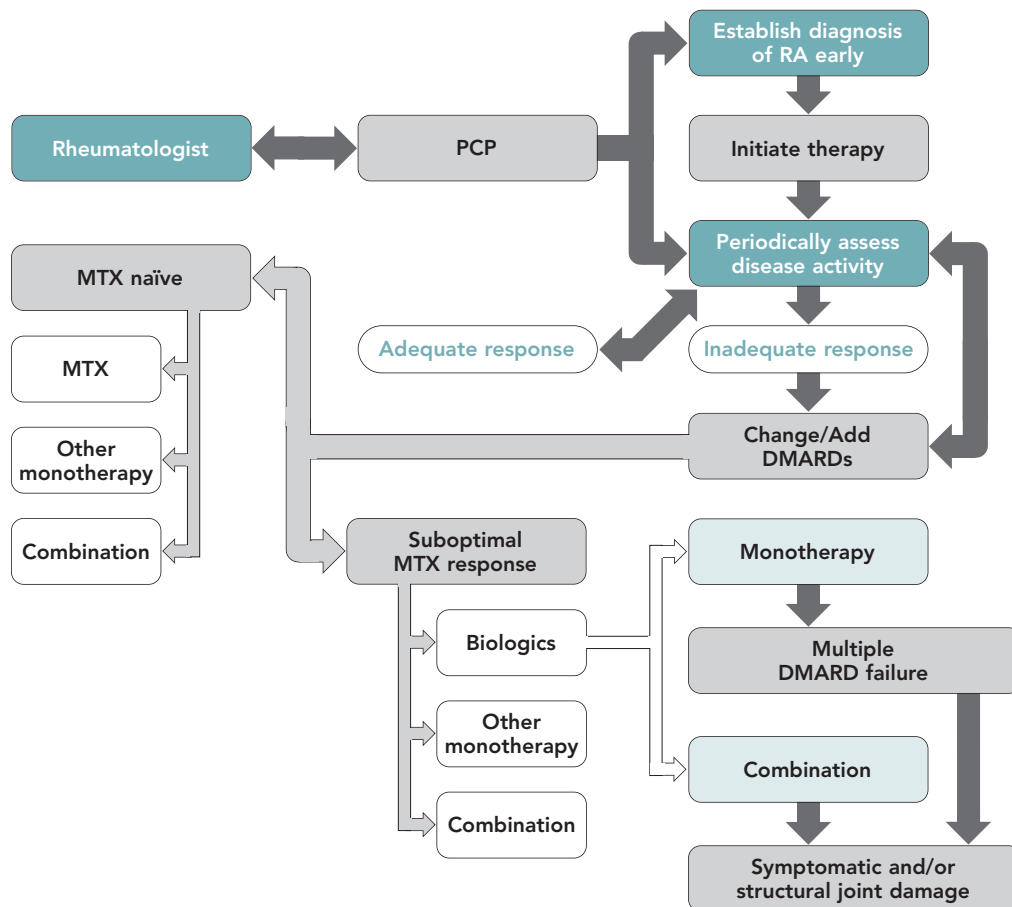 Establish diagnosis
of RA early
Rheumatologist
PCP
Initiate therapy
Periodically assess
disease activity
MTX naïve
Adequate response
Inadequate response
MTX
Other
monotherapy
Combination
Change/Add
DMARDs
Suboptimal
MTX response
Monotherapy
Biologics
Multiple
DMARD failure
Other
monotherapy
Combination
Combination
Symptomatic and/or
structural joint damage